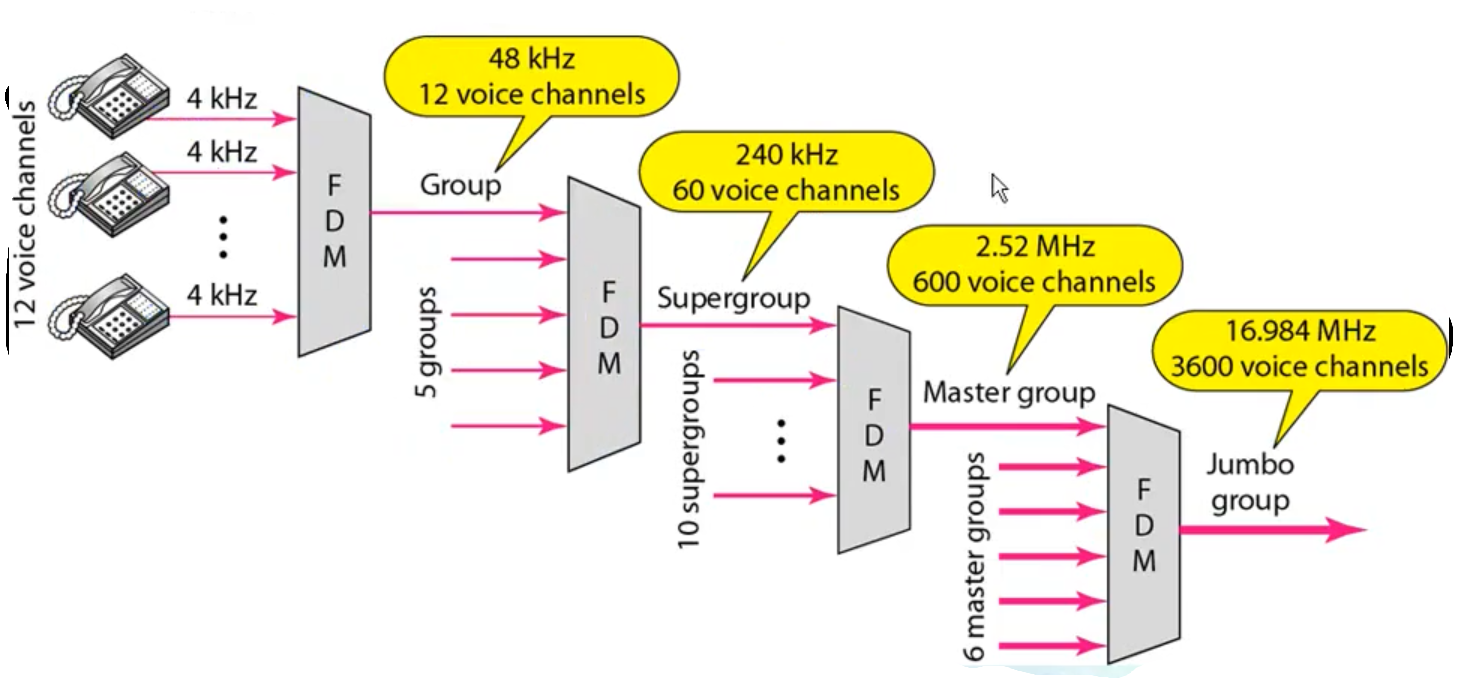 12 voice channels
4 kHz
4 kHz
4 kHz
F
D
M
48 kHz
12 voice channels
Group
5 groups
F
D
M
240 kHz
60 voice channels
Supergroup
10 supergroups
F
D
M
2.52 MHz
600 voice channels
Master group
6 master groups
F
D
M
16.984 MHz
3600 voice channels
Jumbo
group